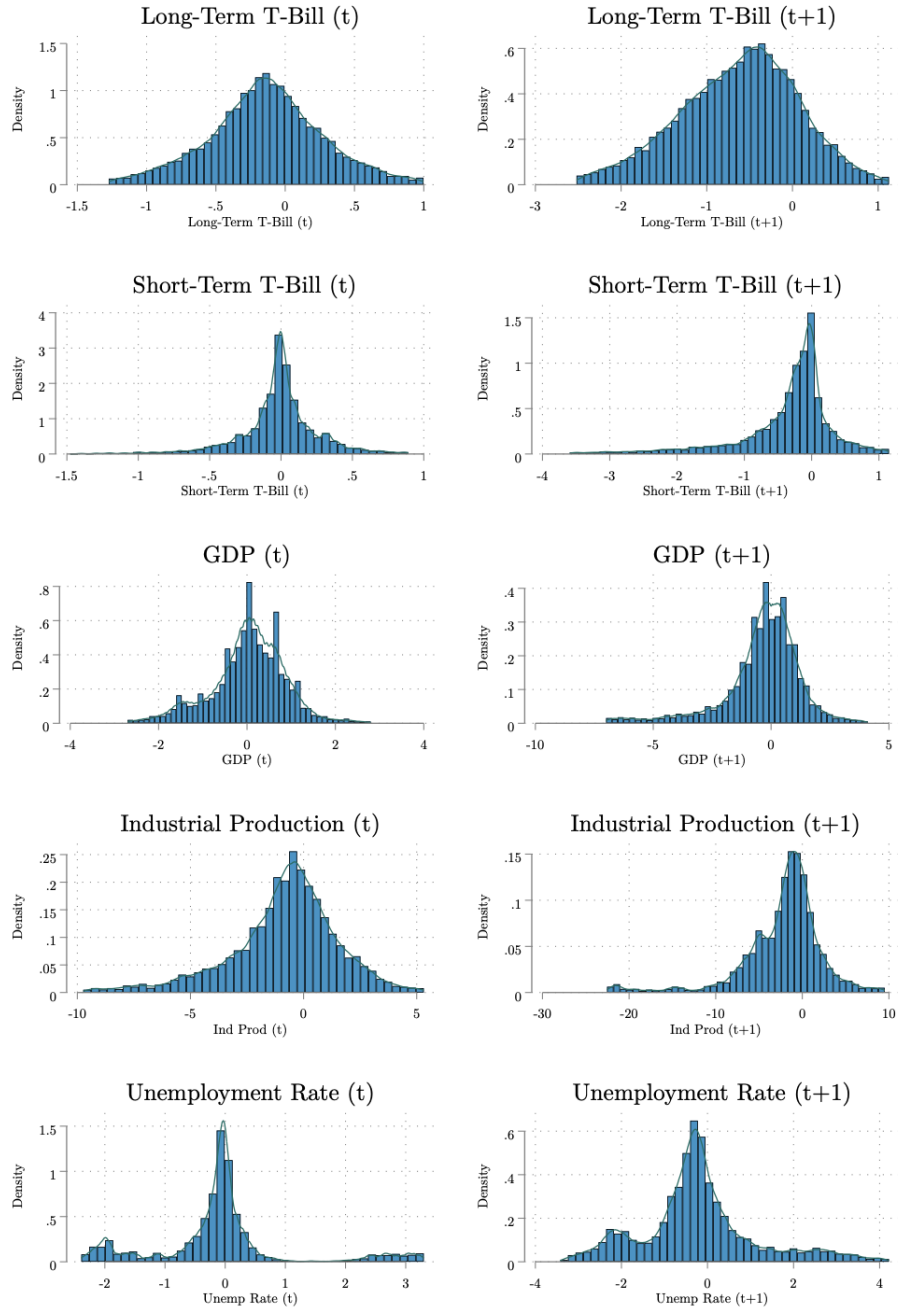 Long-Term T-Bill (t)
Density
1.5
1
.5
0
-1.5 -1 -.5 0 .5 1
Long-Term T-Bill (t)
Long-Term T-Bill (t+1)
Density
.6
.4
.2
0
-3 -2 -1 0 1
Long-Term T-Bill (t+1)
Short-Term T-Bill (t)
Density
4
3
2
1
0
-1.5 -1 -.5 0 .5 1
Short-Term T-Bill (t)
Short-Term T-Bill (t+1)
Density
1.5
1
.5
0
-4 -3 -2 -1 0 1
Short-Term T-Bill (t+1)
GDP (t)
Density
.8
.6
.4
.2
0
-4 -2 0 2 4
GDP (t)
GDP (t+1)
Density
.4
.3
.2
.1
0
-10 -5 0 5
GDP (t+1)
Industrial Production (t)
Density
.25
.2
.15
.1
.05
0
-10 -5 0 5
Ind Prod (t)
Industrial Production (t+1)
Density
.15
.1
.05
0
-30 -20 -10 0 10
Ind Prod (t+1)
Unemployment Rate (t)
Density
1.5
1
.5
0
-2 -1 0 1 2 3
Unemp Rate (t)
Unemployment Rate (t+1)
Density
.6
.4
.2
0
-4 -2 0 2 4
Unemp Rate (t+1)